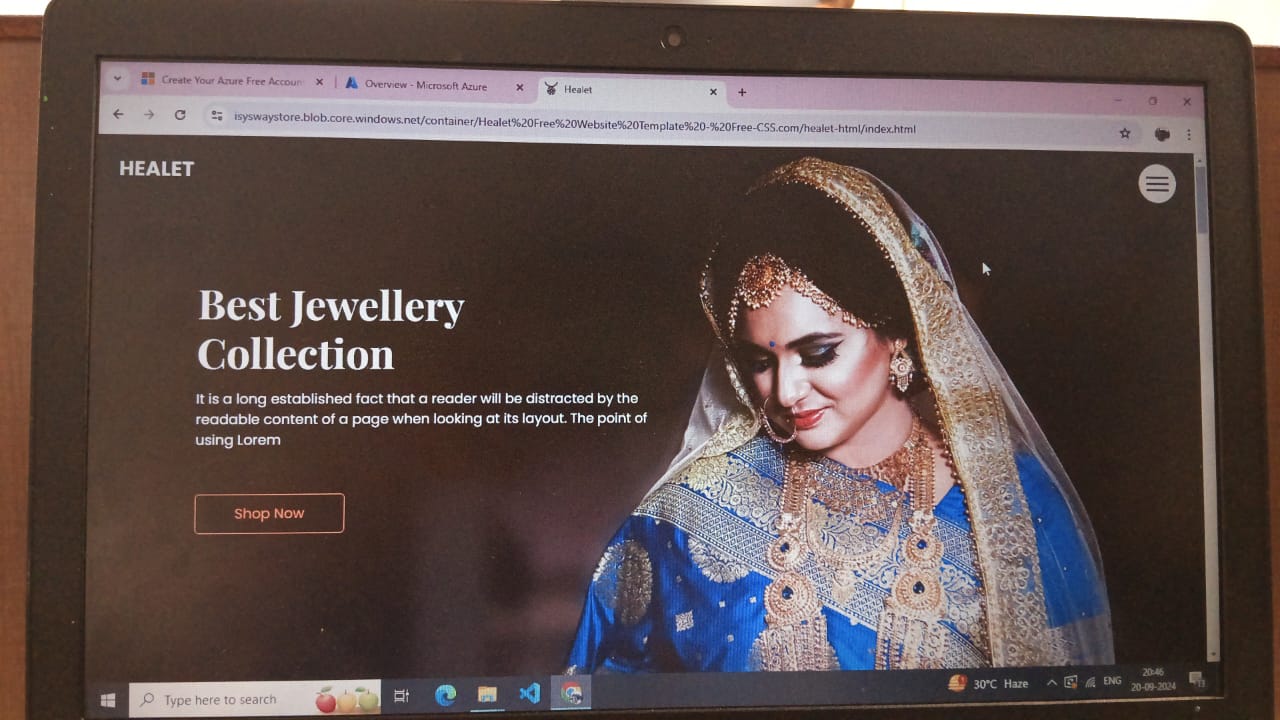 Create Your Azure Free Accoun
Overview - Microsoft Azure
Healet
isyswaystore.blob.core.windows.net/container/Healet%20Free%20Website%20Template%20-%20Free-CSS.com/healet-html/index.html
HEALET
Best Jewellery
Collection
It is a long established fact that a reader will be distracted by the
readable content of a page when looking at its layout. The point of
using Lorem
Shop Now
Type here to search
30°C Haze
ENG
20:46
20-09-2024